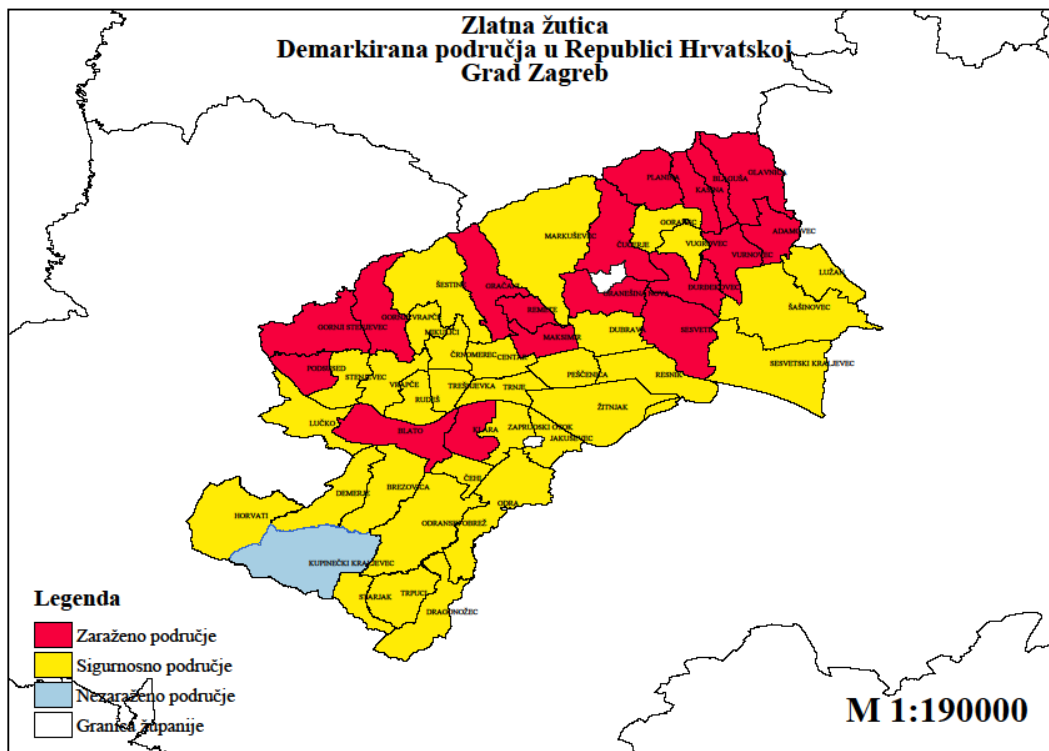 Zlatna žutica
Demarkirana područja u Republici Hrvatskoj
Grad Zagreb
PLANINA
BLAGUŠA
GLAVNICA
KAŠINA
GORANEC
ADAMOVEC
MARKUŠEVEC
ČUČERJE
VUGROVEC
VURNOVEC
LUŽAN
ŠESTINE
GRAČANI
ĐURĐEKOVEC
GRANEŠINA NOVA
ŠAŠINOVEC
REMETE
GORNJE VRAPČE
GORNJI STENJEVEC
MIKULIĆI
MAKSIMIR
DUBRAVA
SESVETE
ČRNOMEREC
CENTAR
SESVETSKI KRALJEVEC
PODSUSED
STENJEVEC
VRAPČE
PEŠČENICA
RESNIK
TREŠNJEVKA
TRNJE
RUDEŠ
ŽITNJAK
LUČKO
BLATO
KLARA
ZAPRUĐSKI OTOK
JAKUŠEVEC
ČEHI
BREZOVICA
DEMERJE
ODRA
HORVATI
ODRANSKI OBREŽ
KUPINEČKI KRALJEVEC
STARJAK
TRPUCI
DRAGONOŽEC
Legenda
Zaraženo područje
Sigurnosno područje
Nezaraženo područje
Granica županije
M 1:190000